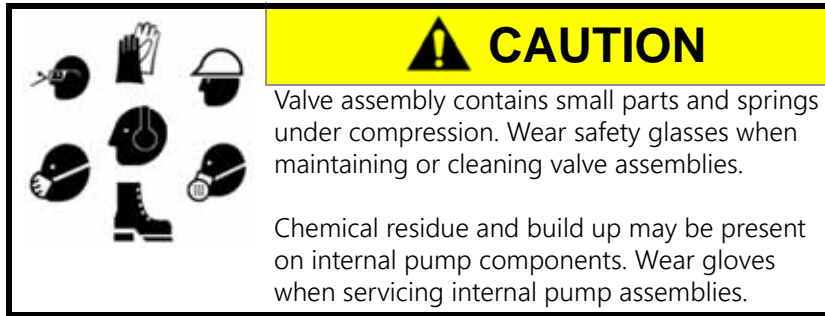 CAUTION
Valve assembly contains small parts and springs
under compression. Wear safety glasses when
maintaining or cleaning valve assemblies.
Chemical residue and build up may be present
on internal pump components. Wear gloves
when servicing internal pump assemblies.